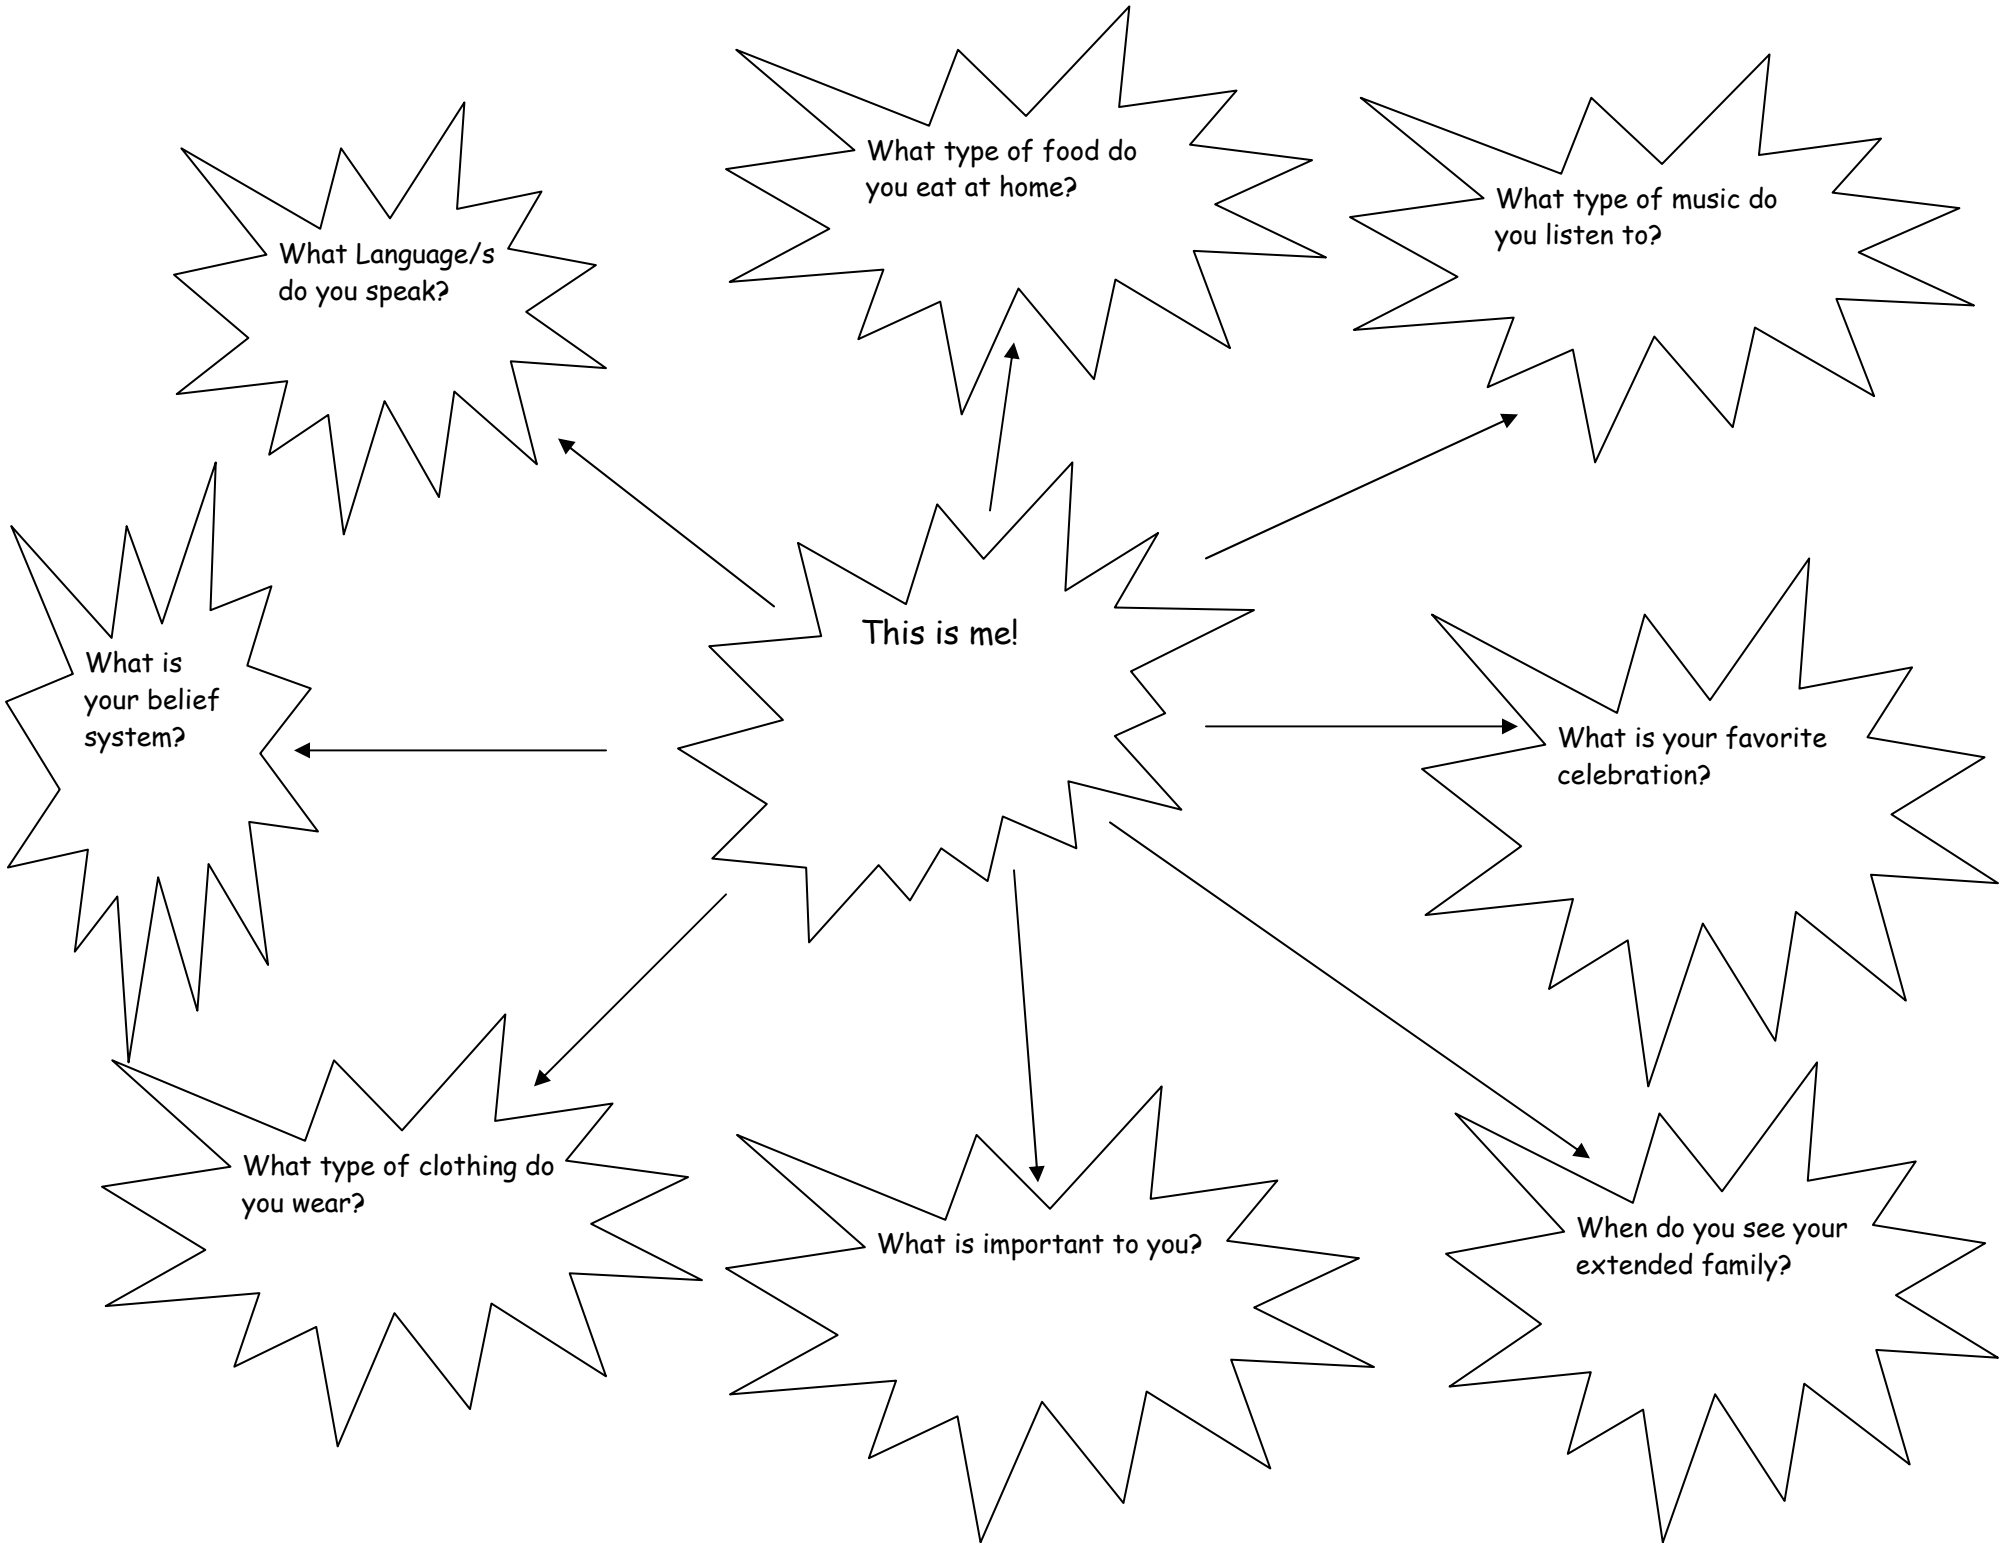 What type of food do
you eat at home?
What type of music do
you listen to?
What Language/s
do you speak?
This is me!
What is
your belief
system?
What is your favorite
celebration?
What type of clothing do
you wear?
What is important to you?
When do you see your
extended family?